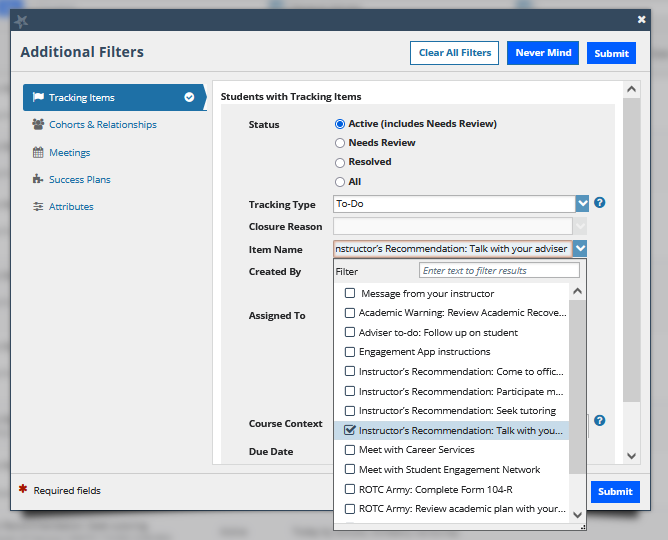 Additional Filters
Clear All Filters
Never Mind
Submit
Tracking Items
Cohorts & Relationships
Meetings
Success Plans
Attributes
Students with Tracking Items
Status
Active (includes Needs Review)
Needs Review
Resolved
All
Tracking Type
To-Do
?
Closure Reason
Item Name
nstructor's Recommendation: Talk with your adviser
Created By
Filter
Enter text to filter results
Message from your instructor
Academic Warning: Review Academic Recove...
Assigned To
Adviser to-do: Follow up on student
Engagement App instructions
Instructor's Recommendation: Come to offic...
Instructor's Recommendation: Participate m...
Instructor's Recommendation: Seek tutoring
Course Context
Instructor's Recommendation: Talk with you...
?
Due Date
Meet with Career Services
Meet with Student Engagement Network
ROTC Army: Complete Form 104-R
ROTC Army: Review academic plan with your...
* Required fields
Submit